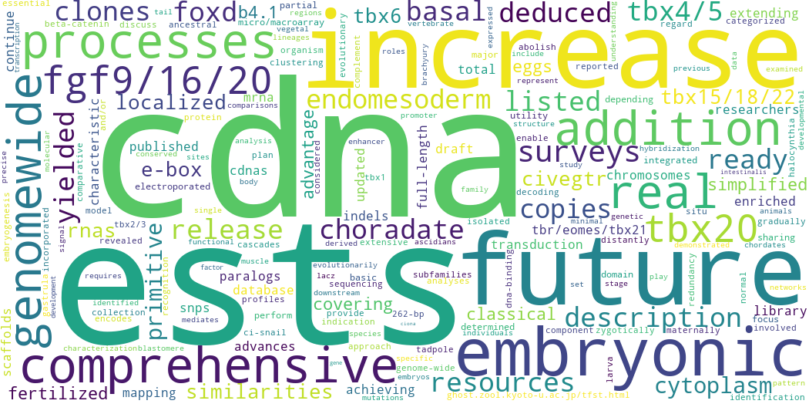 clones foxd b4.1 tbx6 basal deduced tbx4/5 extending
beta-catenin discuss major ancestral partial regions
continue essential tail regard categorized
processes increase
micro/macroarray vegetal lineages organism clustering
eggs total reported abolish represent
include previous data examined
fgf9/16/20 localized mrna endomesoderm listed tbx15/18/22
genomewide yielded characteristic and/or comparisons protein
evolutionary complement brachyury roles vertebrate expressed
depending researchers understanding
cdna addition
published conserved sites advantage considered full-length
promoter utility structure enable study surveys ready
e-box cdnas analysis plan body updated draft enhancer tbx1
civegtr hybridization integrated chromosomes simplified
electroporated model single indels family decoding
real copies enriched situ genetic minimal
halocynthia developmental intestinalis animals gradually
rnas release choradate isolated tbr/eomes/tbx21 tbx20
tbx2/3 revealed functional cascades derived extensive ascidians
signal primitive muscle evolutionarily transduction distantly sharing chordates
ests future
requires factor lacz sequencing subfamilies
paralogs database basic analyses dna-binding
embryogenesis precise molecular comparative incorporated
recognition demonstrated redundancy normal networks
snps profiles downstream covering domain play set stage
identified collection encodes mediates perform provide 262-bp
classical description library
indication species determined individuals component zygotically maternally focus involved
scaffolds gastrula development transcription
characterization blastomere ci-snail advances approach tadpole
comprehensive embryonic
genome-wide specific embryos resources cytoplasm larva pattern
fertilized mapping similarities achieving mutations
ghost.zool.kyoto-u.ac.jp/tfst.html identification